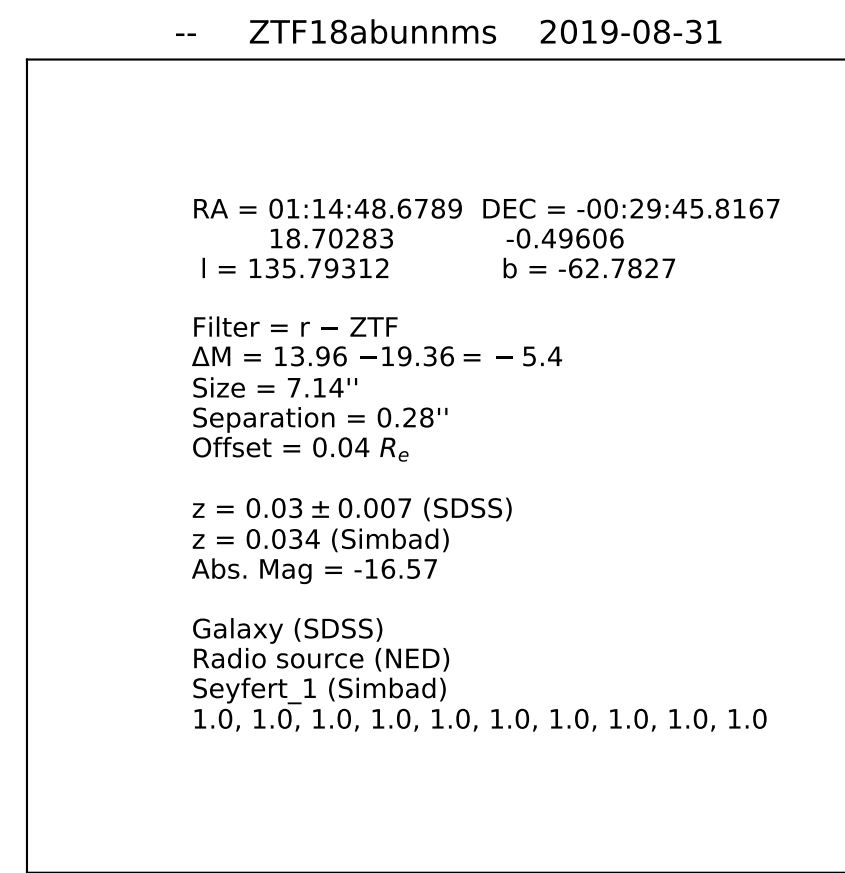 -- ZTF18abunnms 2019-08-31
RA = 01:14:48.6789 DEC = -00:29:45.8167
18.70283 -0.49606
l = 135.79312 b = -62.7827
Filter = r − ZTF
ΔM = 13.96 −19.36 = − 5.4
Size = 7.14''
Separation = 0.28''
Offset = 0.04 Re
z = 0.03 ± 0.007 (SDSS)
z = 0.034 (Simbad)
Abs. Mag = -16.57
Galaxy (SDSS)
Radio source (NED)
Seyfert_1 (Simbad)
1.0, 1.0, 1.0, 1.0, 1.0, 1.0, 1.0, 1.0, 1.0, 1.0